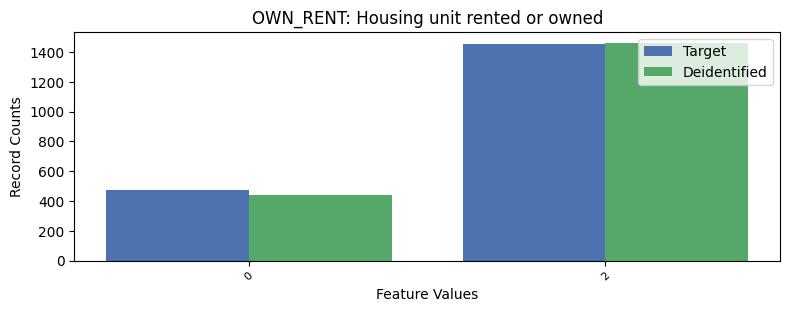 OWN_RENT: Housing unit rented or owned
Target
Deidentified
1400
1200
1000
800
600
400
200
0
Record Counts
0
2
Feature Values